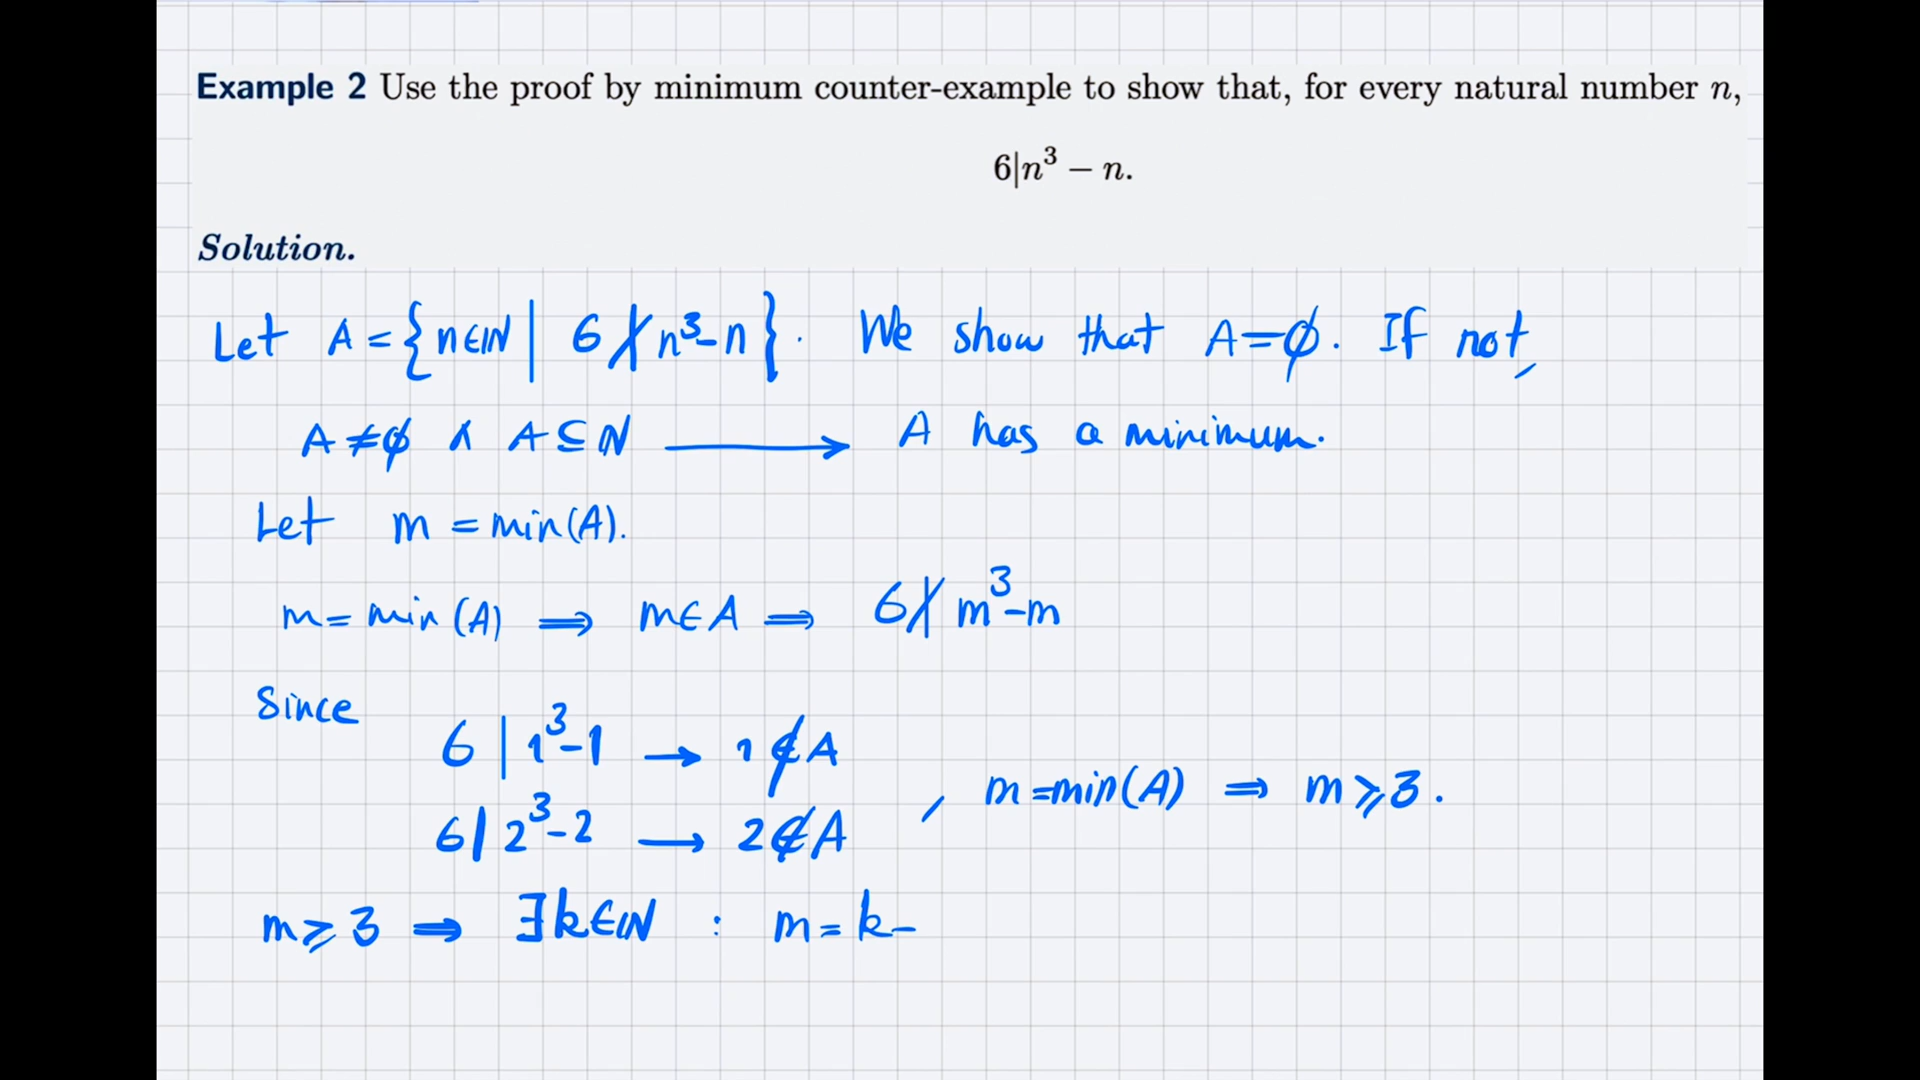 Example 2 Use the proof by minimum counter-example to show that, for every natural number n,
6|n³ − n.
Solution.
Let A = {n∈ℕ | 6∤n³-n}. We show that A=∅. If not,
A≠∅ ∧ A⊆ℕ ⟶ A has a minimum.
Let m = min(A).
m = min(A) ⟹ m∈A ⟹ 6∤m³-m
Since
6 | 1³-1 → 1∉A
, m=min(A) ⟹ m⩾3.
6 | 2³-2 → 2∉A
m⩾3 ⟹ ∃k∈ℕ : m = k-